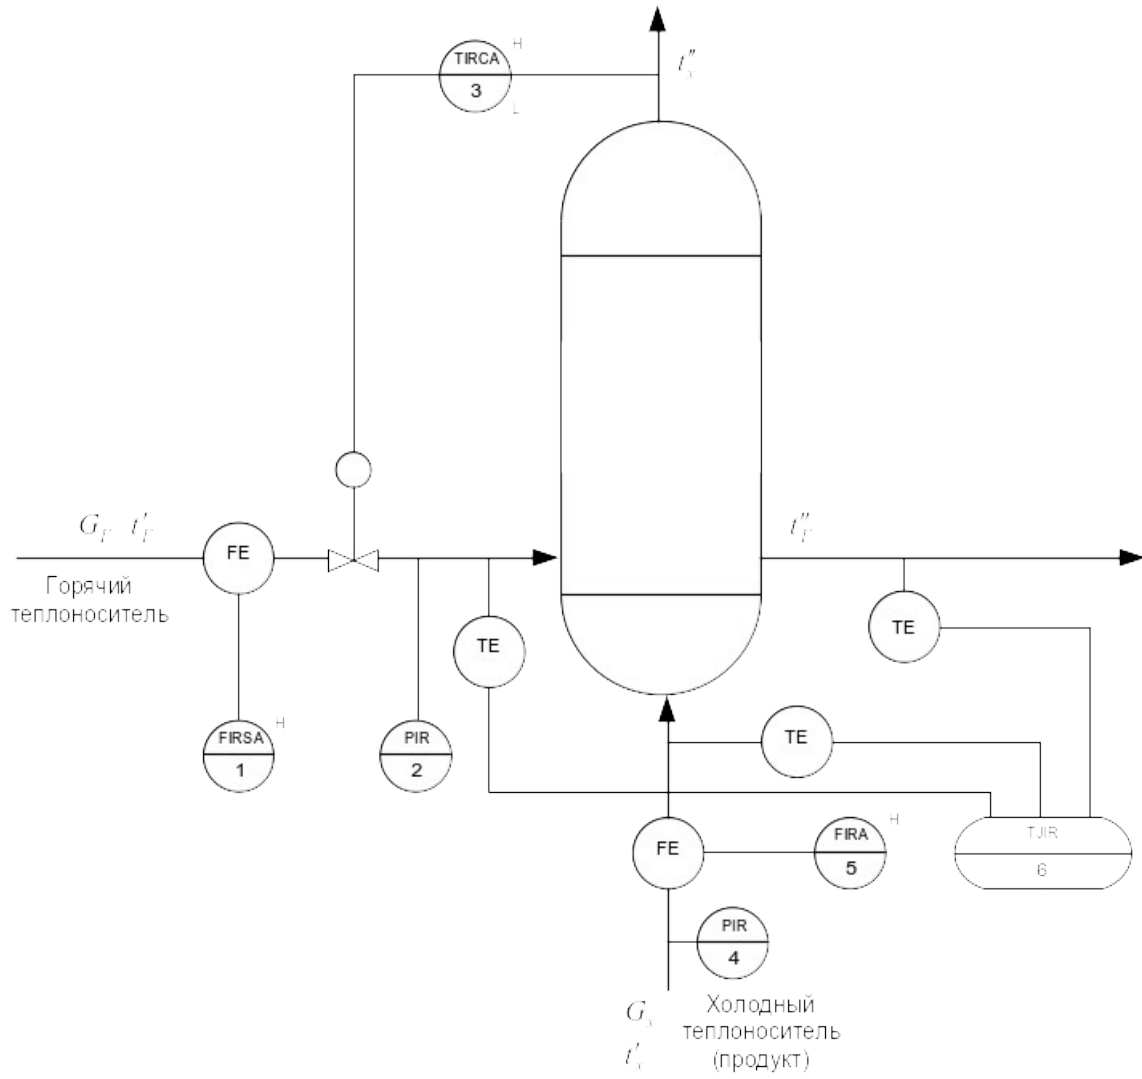 H
TIRCA
3
L
t″х
Gг t′г
FE
Горячий
теплоноситель
t″г
TE
TE
TE
H
FIRSA
1
PIR
2
FE
H
FIRA
5
TJIR
6
PIR
4
Gх
t′х
Холодный
теплоноситель
(продукт)